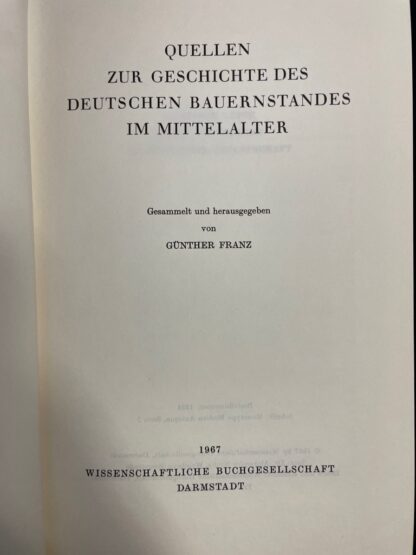 QUELLEN
ZUR GESCHICHTE DES
DEUTSCHEN BAUERNSTANDES
IM MITTELALTER
Gesammelt und herausgegeben
von
GÜNTHER FRANZ
1967
WISSENSCHAFTLICHE BUCHGESELLSCHAFT
DARMSTADT